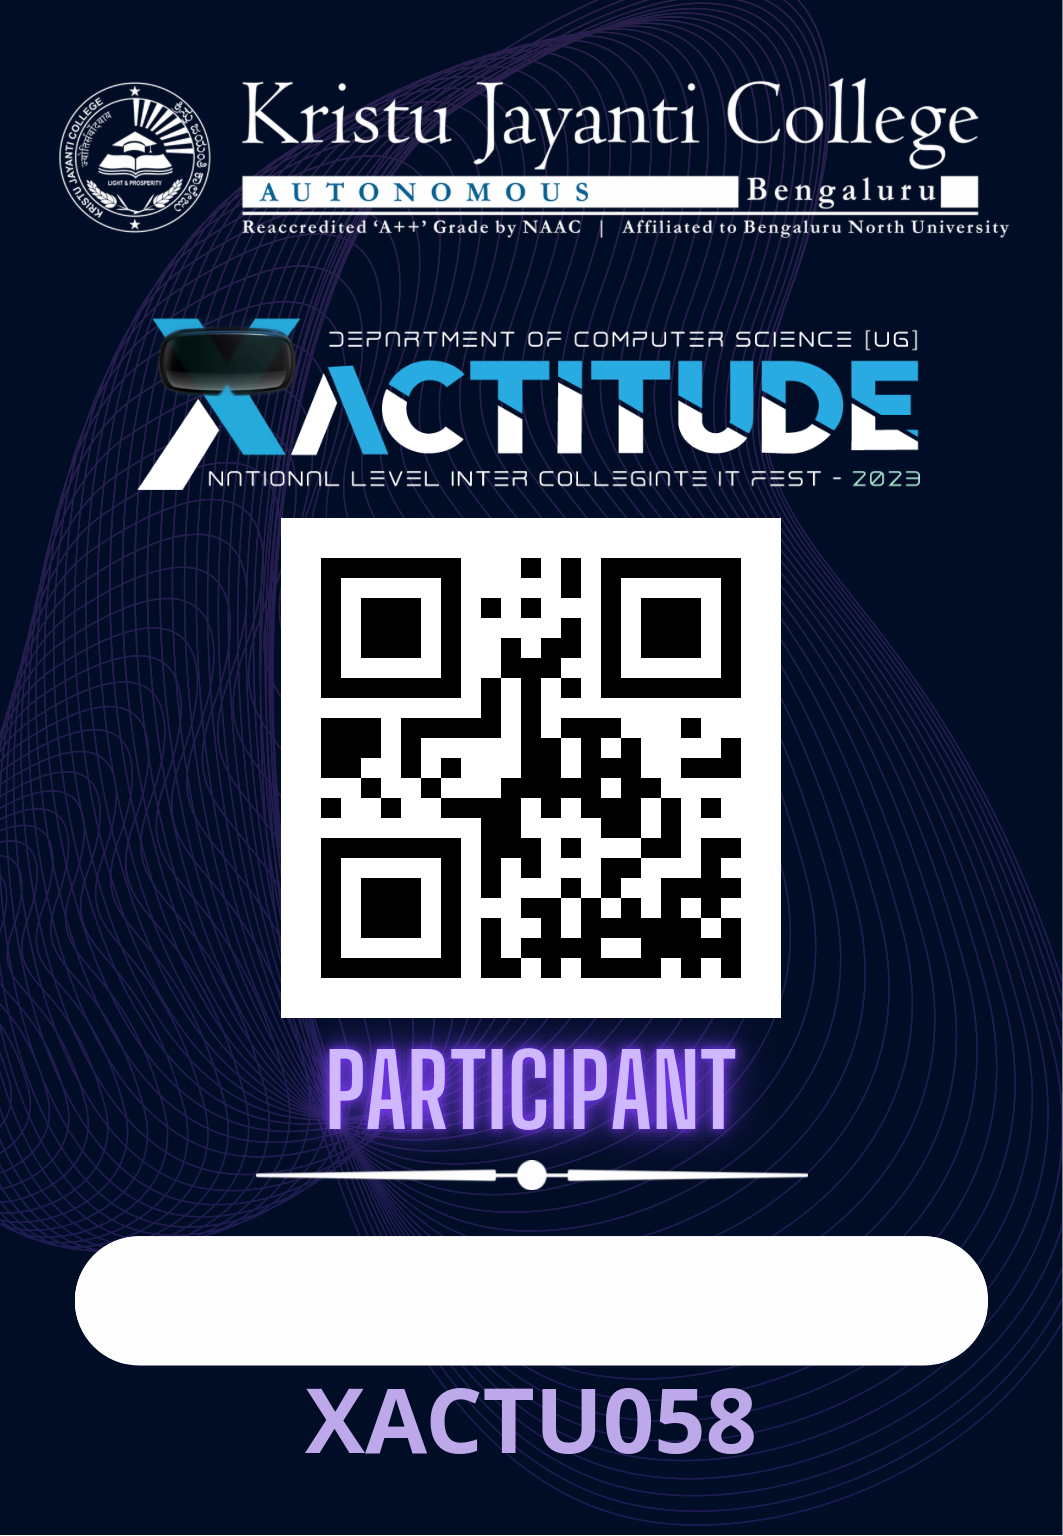 KRISTU JAYANTI COLLEGE
LIGHT & PROSPERITY
Kristu Jayanti College
AUTONOMOUS Bengaluru
Reaccredited ‘A++’ Grade by NAAC | Affiliated to Bengaluru North University
DEPARTMENT OF COMPUTER SCIENCE [UG]
XACTITUDE
NATIONAL LEVEL INTER COLLEGIATE IT FEST - 2023
PARTICIPANT
XACTU058